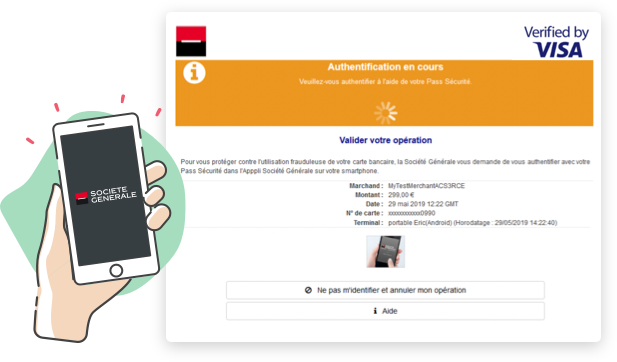 Verified by
VISA
Authentification en cours
Veuillez-vous authentifier à l'aide de votre Pass Sécurité.
Valider votre opération
Pour vous protéger contre l'utilisation frauduleuse de votre carte bancaire, la Société Générale vous demande de vous authentifier avec votre
Pass Sécurité dans l'Apppli Société Générale sur votre smartphone.
Marchand : MyTestMerchantACS3RCE
Montant : 299,00 €
Date : 29 mai 2019 12:22 GMT
N° de carte : xxxxxxxxxxxx0990
Terminal : portable Eric(Android) (Horodatage : 29/05/2019 14:22:40)
Ne pas m'identifier et annuler mon opération
Aide
SOCIETE
GENERALE